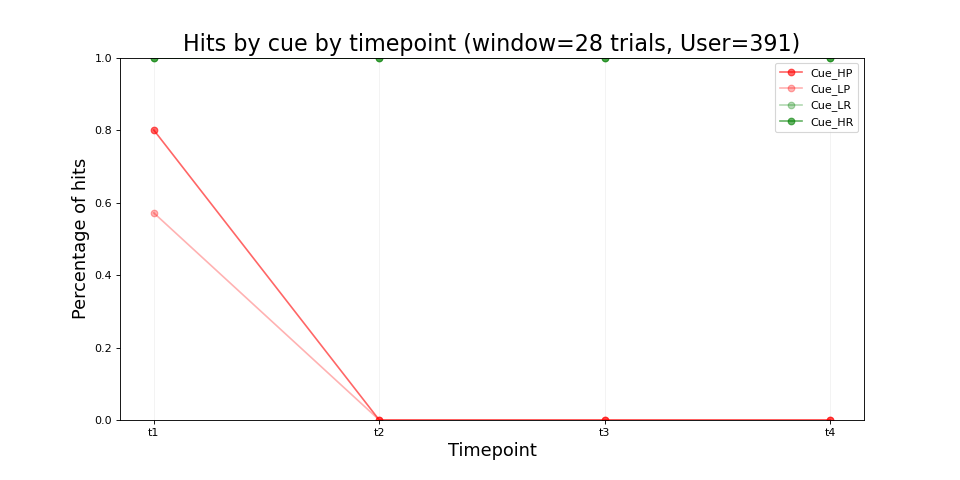 Hits by cue by timepoint (window=28 trials, User=391)
Percentage of hits
1.0
0.8
0.6
0.4
0.2
0.0
Cue_HP
Cue_LP
Cue_LR
Cue_HR
t1 t2 t3 t4
Timepoint